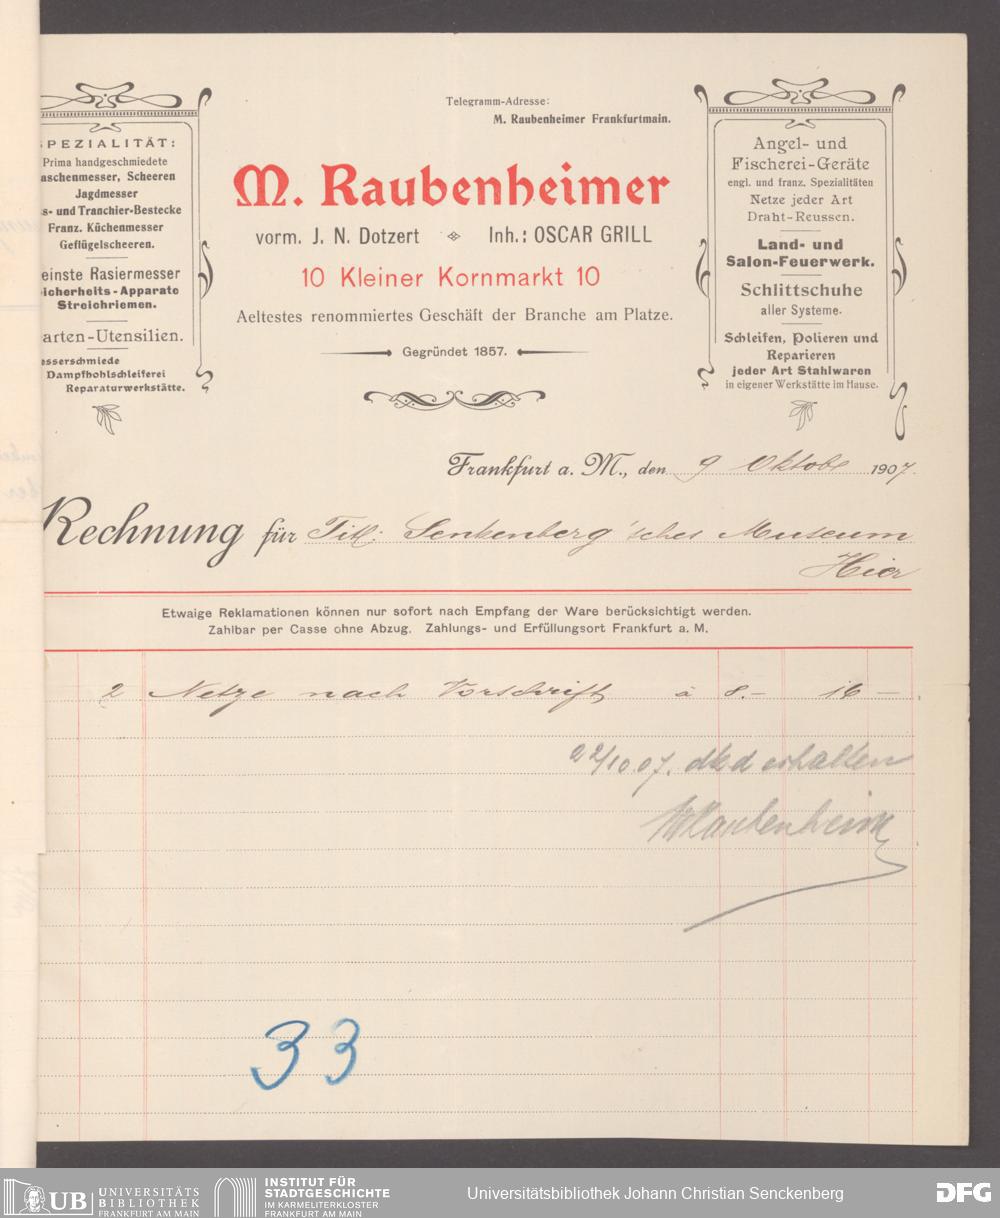 Telegramm-Adresse:
M. Raubenheimer Frankfurtmain.
PEZIALITÄT:
Prima handgeschmiedete
aschenmesser, Scheeren
Jagdmesser
s- und Tranchier-Bestecke
Franz. Küchenmesser
Geflügelscheeren.
einste Rasiermesser
icherheits-Apparate
Streichriemen.
arten-Utensilien.
esserschmiede
Dampfhohlschleiferei
Reparaturwerkstätte.
M. Raubenheimer
vorm. J. N. Dotzert Inh.: OSCAR GRILL
10 Kleiner Kornmarkt 10
Aeltestes renommiertes Geschäft der Branche am Platze.
Gegründet 1857.
Angel- und
Fischerei-Geräte
engl. und franz. Spezialitäten
Netze jeder Art
Draht-Reussen.
Land- und
Salon-Feuerwerk.
Schlittschuhe
aller Systeme.
Schleifen, Polieren und
Reparieren
jeder Art Stahlwaren
in eigener Werkstätte im Hause.
Frankfurt a. M., den 9 Oktobe 1907.
Rechnung für Titl: Senkenberg'sches Museum
Hier
Etwaige Reklamationen können nur sofort nach Empfang der Ware berücksichtigt werden.
Zahlbar per Casse ohne Abzug. Zahlungs- und Erfüllungsort Frankfurt a. M.
2 Netze nach Vorschrift à 8.- 16 -
22/10.07. erhalten
MRaubenheim
33
UB UNIVERSITÄTS
BIBLIOTHEK
FRANKFURT AM MAIN
INSTITUT FÜR
STADTGESCHICHTE
IM KARMELITERKLOSTER
FRANKFURT AM MAIN
Universitätsbibliothek Johann Christian Senckenberg
DFG